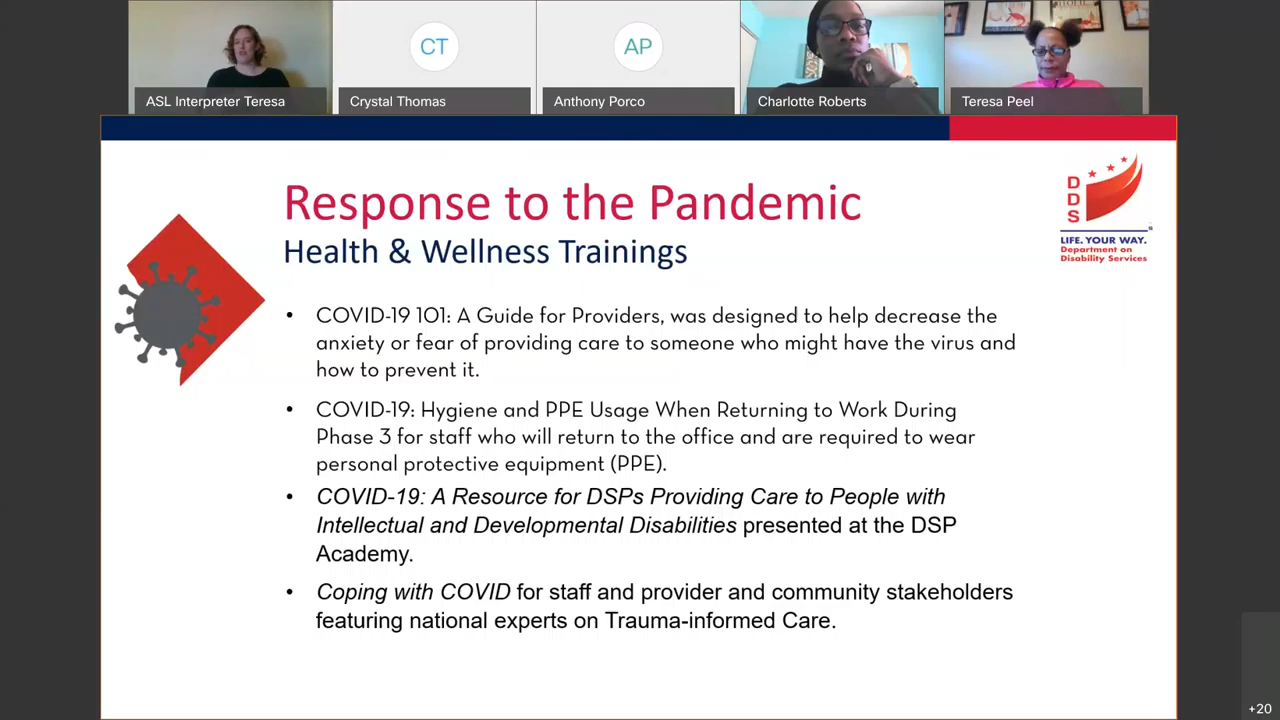 CT
AP
ASL Interpreter Teresa
Crystal Thomas
Anthony Porco
Charlotte Roberts
Teresa Peel
Response to the Pandemic
Health & Wellness Trainings
D
D
S
LIFE. YOUR WAY.
Department on
Disability Services
• COVID-19 101: A Guide for Providers, was designed to help decrease the
anxiety or fear of providing care to someone who might have the virus and
how to prevent it.
• COVID-19: Hygiene and PPE Usage When Returning to Work During
Phase 3 for staff who will return to the office and are required to wear
personal protective equipment (PPE).
• COVID-19: A Resource for DSPs Providing Care to People with
Intellectual and Developmental Disabilities presented at the DSP
Academy.
• Coping with COVID for staff and provider and community stakeholders
featuring national experts on Trauma-informed Care.
+20